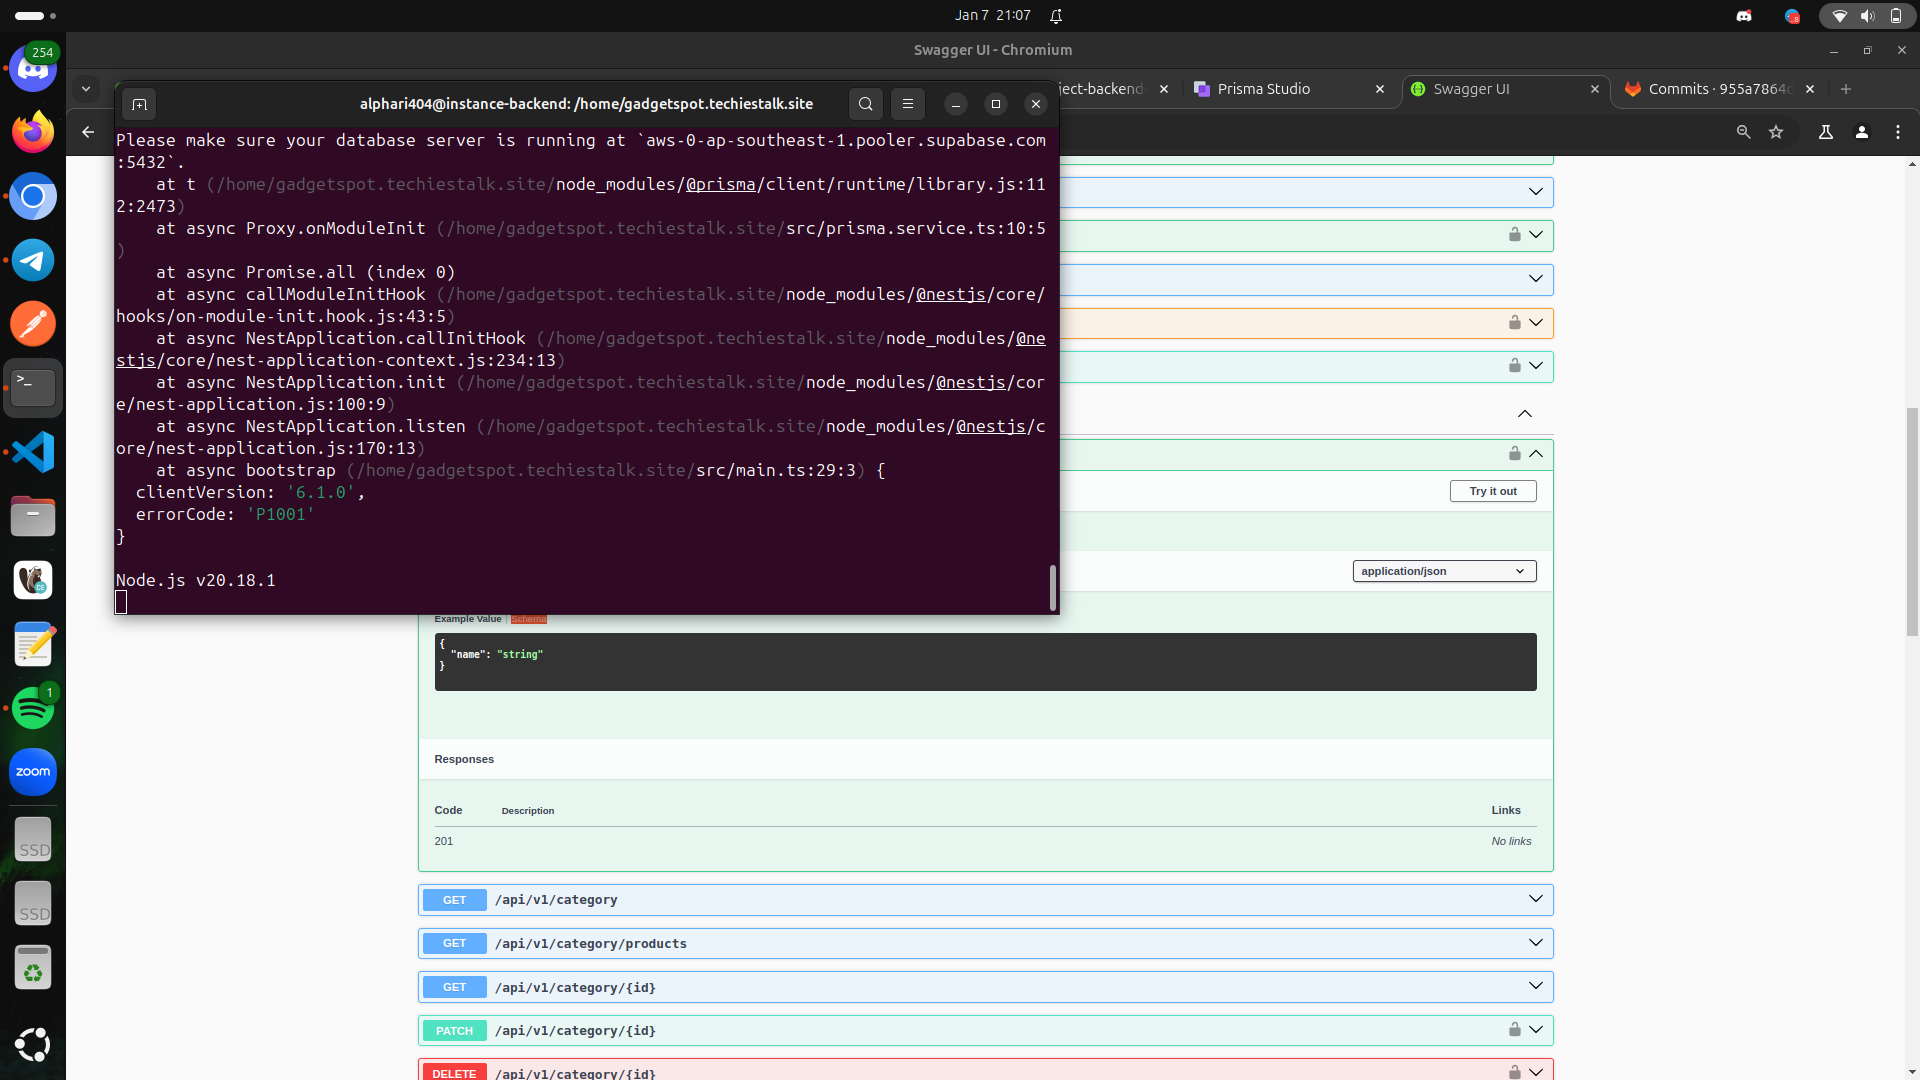 Jan 7 21:07
254
Swagger UI - Chromium
ject-backend
Prisma Studio
Swagger UI
Commits · 955a7864
alphari404@instance-backend: /home/gadgetspot.techiestalk.site
Please make sure your database server is running at `aws-0-ap-southeast-1.pooler.supabase.com
:5432`.
at t (/home/gadgetspot.techiestalk.site/node_modules/@prisma/client/runtime/library.js:11
2:2473)
at async Proxy.onModuleInit (/home/gadgetspot.techiestalk.site/src/prisma.service.ts:10:5
)
at async Promise.all (index 0)
at async callModuleInitHook (/home/gadgetspot.techiestalk.site/node_modules/@nestjs/core/
hooks/on-module-init.hook.js:43:5)
at async NestApplication.callInitHook (/home/gadgetspot.techiestalk.site/node_modules/@ne
stjs/core/nest-application-context.js:234:13)
at async NestApplication.init (/home/gadgetspot.techiestalk.site/node_modules/@nestjs/cor
e/nest-application.js:100:9)
at async NestApplication.listen (/home/gadgetspot.techiestalk.site/node_modules/@nestjs/c
ore/nest-application.js:170:13)
at async bootstrap (/home/gadgetspot.techiestalk.site/src/main.ts:29:3) {
clientVersion: '6.1.0',
errorCode: 'P1001'
}
Node.js v20.18.1
Try it out
application/json
Example Value | Schema
{
"name": "string"
}
Responses
Code Description Links
201 No links
GET /api/v1/category
GET /api/v1/category/products
GET /api/v1/category/{id}
PATCH /api/v1/category/{id}
DELETE /api/v1/category/{id}
1
zoom
SSD
SSD